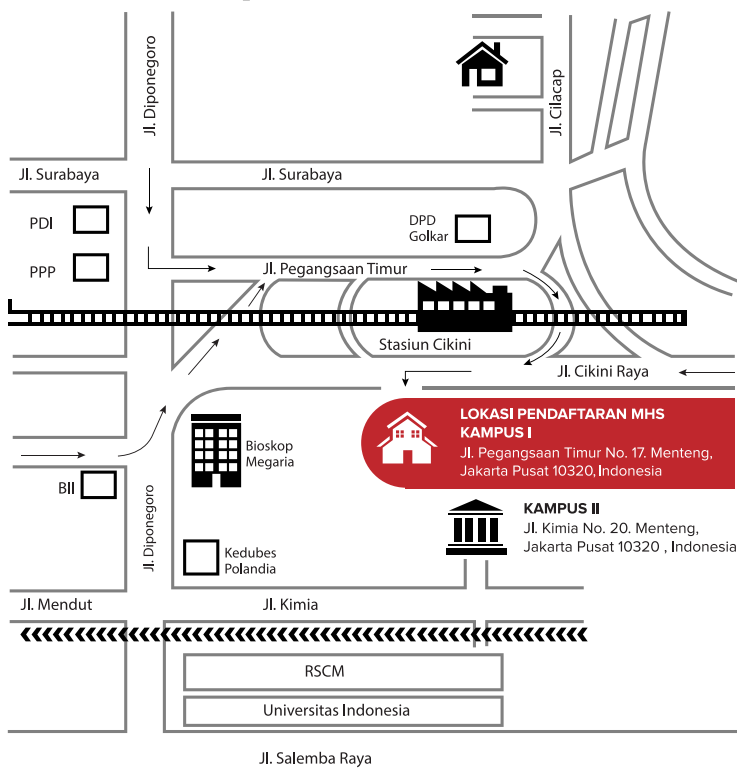 Jl. Diponegoro
Jl. Cilacap
Jl. Surabaya
Jl. Surabaya
PDI
DPD
Golkar
PPP
Jl. Pegangsaan Timur
Stasiun Cikini
Jl. Cikini Raya
LOKASI PENDAFTARAN MHS
KAMPUS I
Jl. Pegangsaan Timur No. 17. Menteng,
Jakarta Pusat 10320, Indonesia
Bioskop
Megaria
BII
KAMPUS II
Jl. Kimia No. 20. Menteng,
Jakarta Pusat 10320 , Indonesia
Jl. Diponegoro
Kedubes
Polandia
Jl. Mendut
Jl. Kimia
RSCM
Universitas Indonesia
Jl. Salemba Raya